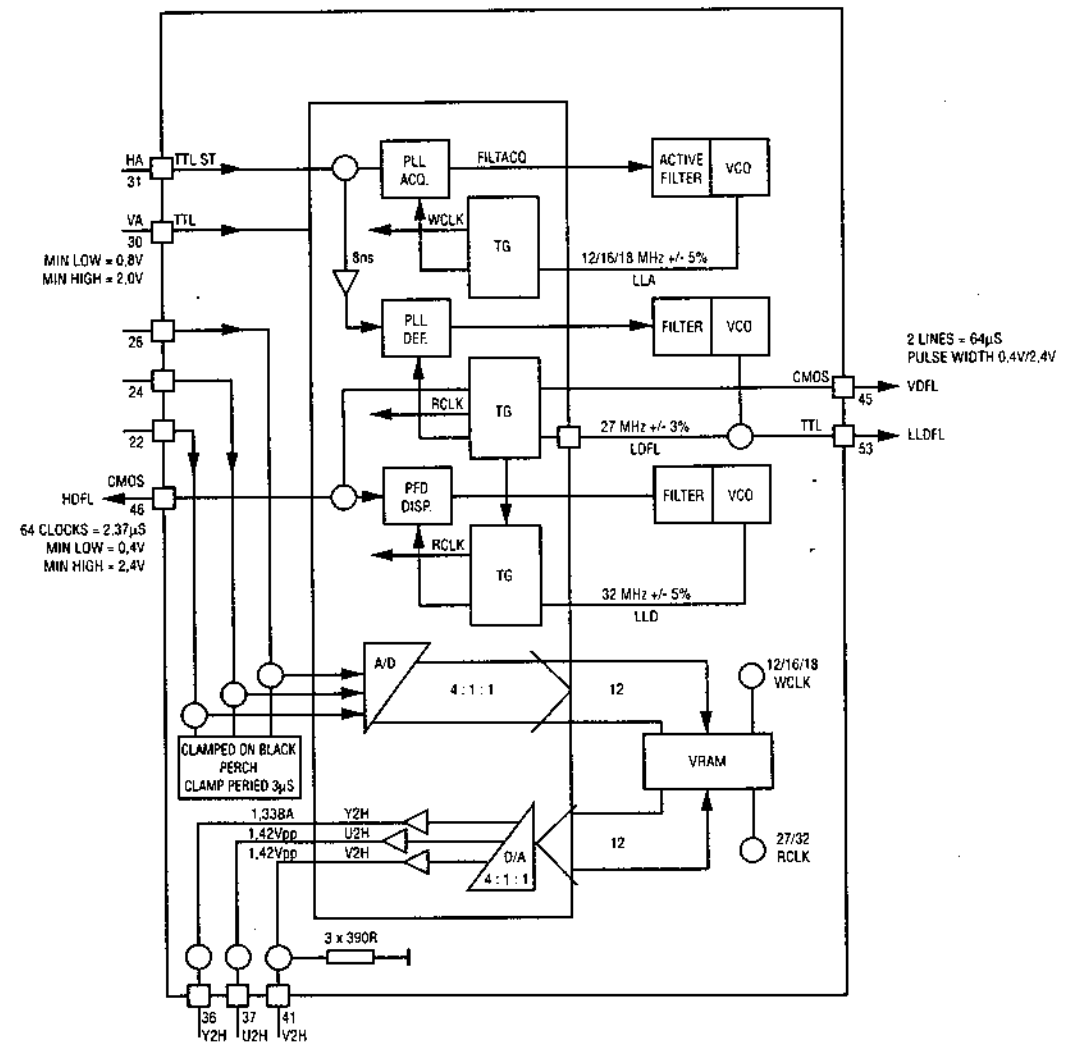 HA
31
TTL ST
VA
30
TTL
MIN LOW = 0,8V
MIN HIGH = 2,0V
26
24
22
CMOS
HDFL
46
64 CLOCKS = 2,37µS
MIN LOW = 0,4V
MIN HIGH = 2,4V
PLL
ACQ.
FILTACQ
ACTIVE
FILTER
VCO
WCLK
TG
12/16/18 MHz +/- 5%
LLA
8ns
PLL
DEF.
FILTER
VCO
2 LINES = 64µS
PULSE WIDTH 0,4V/2,4V
CMOS
45
VDFL
RCLK
TG
27 MHz +/- 3%
LDFL
TTL
53
LLDFL
PFD
DISP.
FILTER
VCO
RCLK
TG
32 MHz +/- 5%
LLD
A/D
4 : 1 : 1
12
12/16/18
WCLK
CLAMPED ON BLACK
PERCH
CLAMP PERIED 3µS
VRAM
1,338A
Y2H
1,42Vpp
U2H
1,42Vpp
V2H
D/A
4 : 1 : 1
12
27/32
RCLK
3 x 390R
36
Y2H
37
U2H
41
V2H